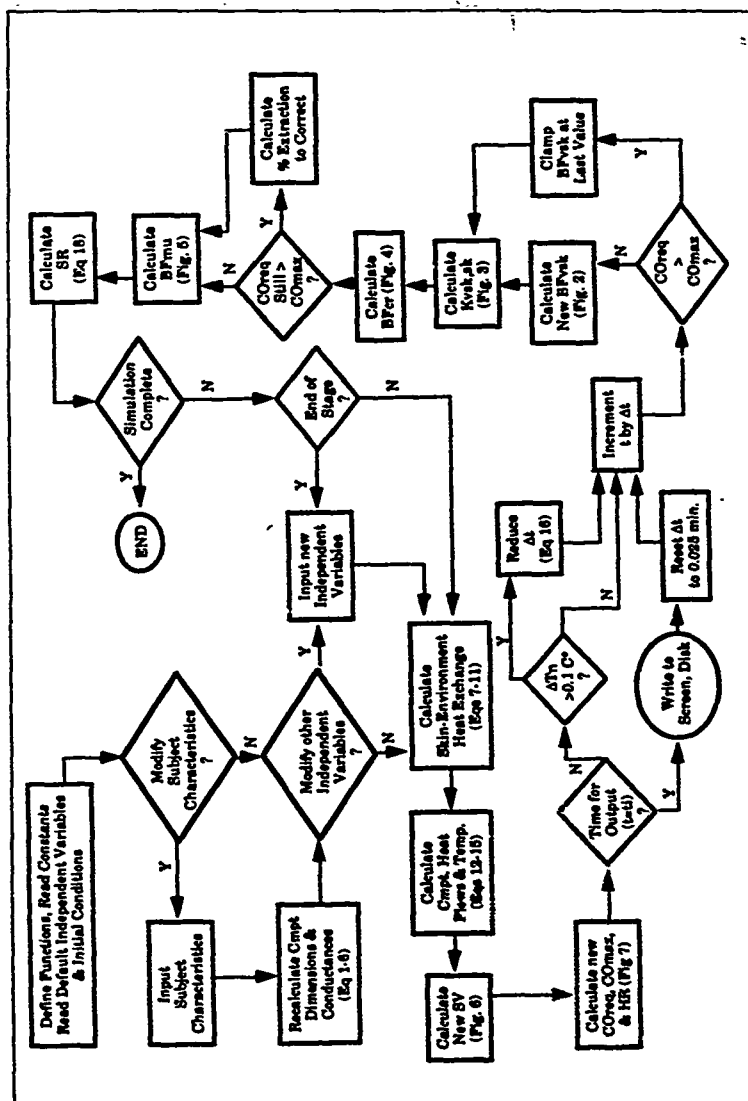 Define Functions, Read Constants
Read Default Independent Variables
& Initial Conditions
Modify
Subject
Characteristics
?
Y
N
Input
Subject
Characteristics
Recalculate Cmpt
Dimensions &
Conductances
(Eq 1-6)
Modify other
Independent
Variables
?
Y
N
Input new
Independent
Variables
Calculate
Skin-Environment
Heat Exchange
(Eqs 7-11)
Calculate
Cmpt. Heat
Flows & Temp.
(Eqs 12-15)
Calculate
New SV
(Fig. 6)
Calculate new
COreq, COmax,
& HR (Fig 7)
Time for
Output
(t=ti)
?
N
Y
Write to
Screen, Disk
Reset Δt
to 0.025 min.
ΔTn
>0.1 C°
?
Y
N
Reduce
Δt
(Eq 16)
Increment
t by Δt
COreq
>
COmax
?
N
Y
Calculate
New BFvsk
(Fig. 2)
Clamp
BFvsk at
Last Value
Calculate
Kvsk,sk
(Fig. 3)
Calculate
BFcr (Fig. 4)
COreq
Still >
COmax
?
N
Y
Calculate
% Extraction
to Correct
Calculate
BFmu
(Fig. 5)
Calculate
SR
(Eq 18)
Simulation
Complete
?
Y
N
END
End of
Stage
?
Y
N